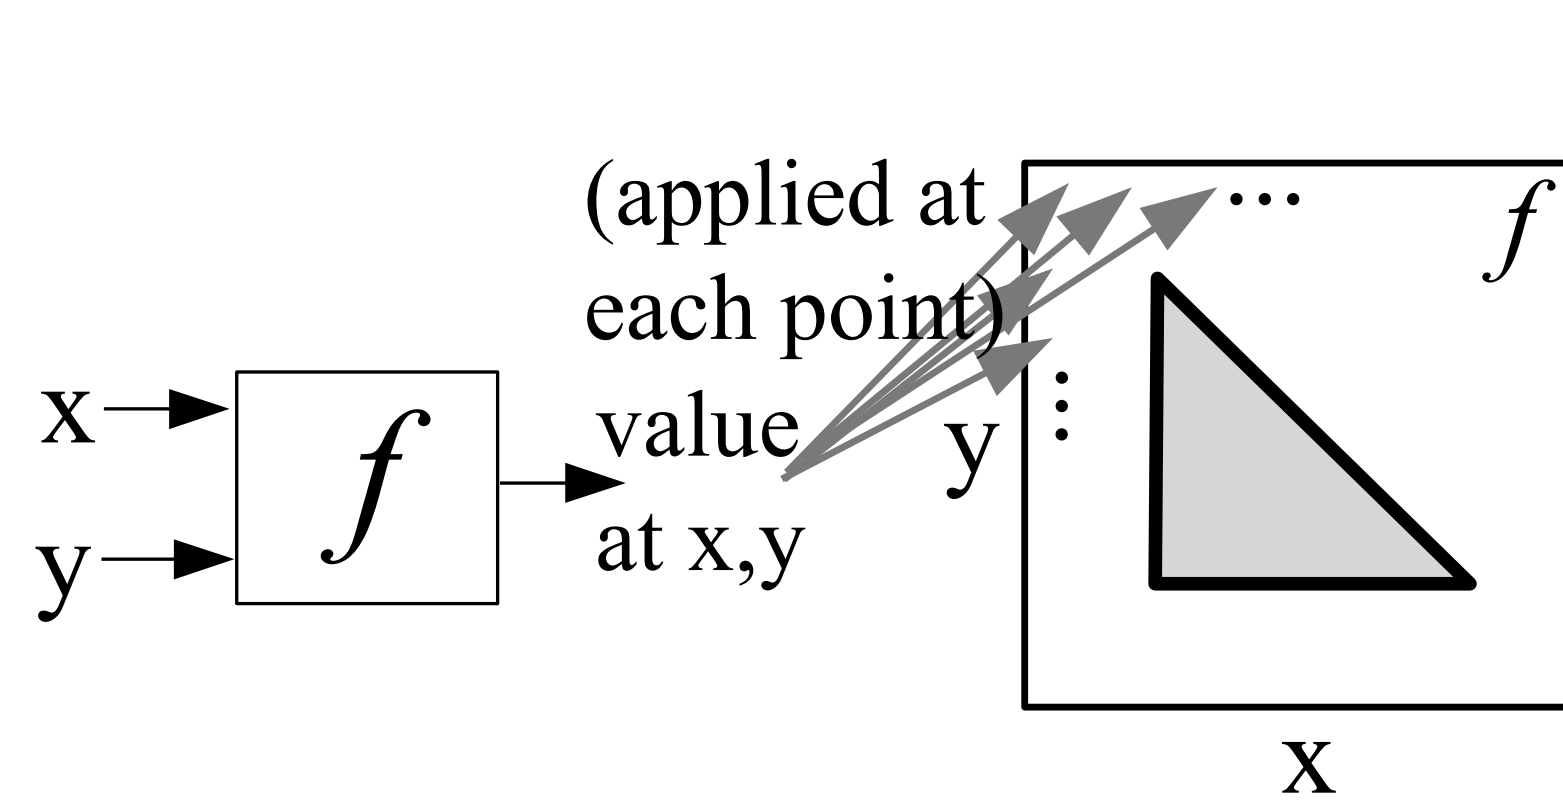 x
y
f
(applied at
each point)
value
at x,y
y
...
...
f
x